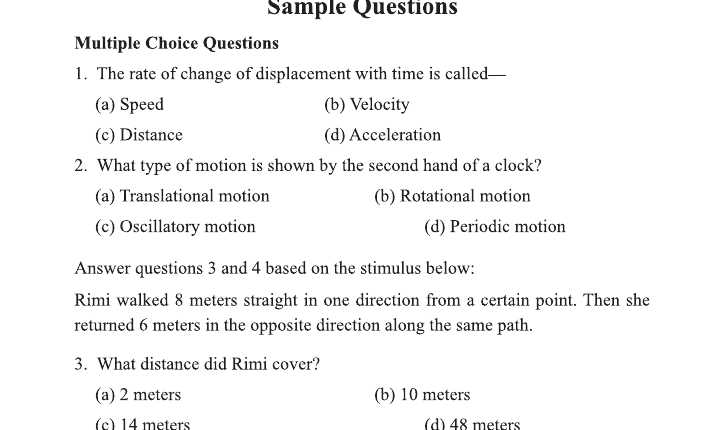 Sample Questions
Multiple Choice Questions
1. The rate of change of displacement with time is called—
(a) Speed (b) Velocity
(c) Distance (d) Acceleration
2. What type of motion is shown by the second hand of a clock?
(a) Translational motion (b) Rotational motion
(c) Oscillatory motion (d) Periodic motion
Answer questions 3 and 4 based on the stimulus below:
Rimi walked 8 meters straight in one direction from a certain point. Then she
returned 6 meters in the opposite direction along the same path.
3. What distance did Rimi cover?
(a) 2 meters (b) 10 meters
(c) 14 meters (d) 48 meters